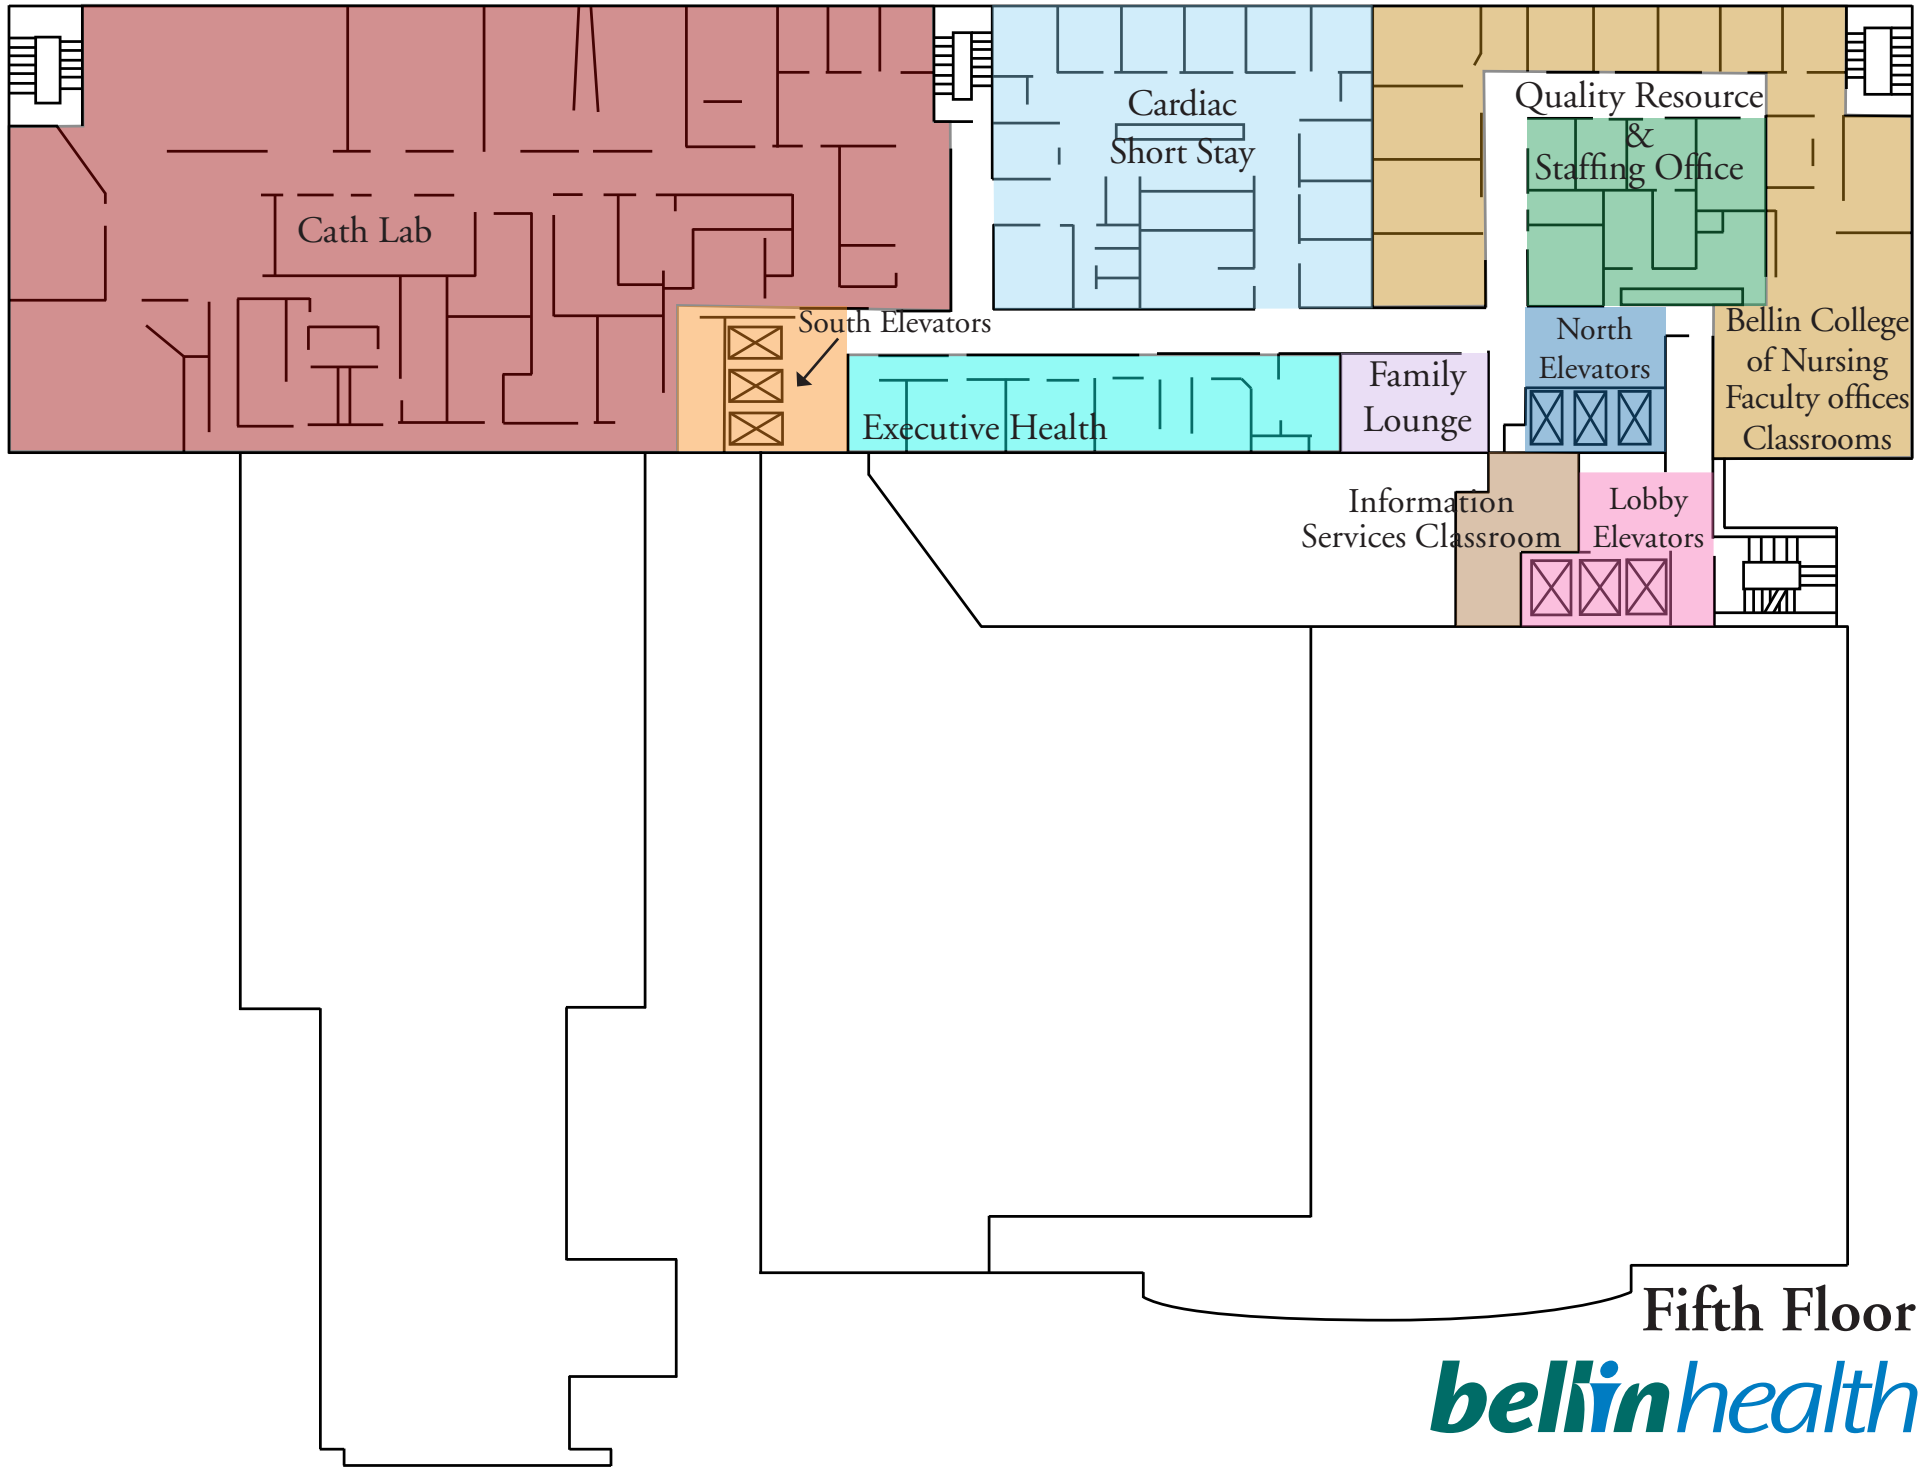 Cath Lab
Cardiac
Short Stay
Quality Resource
&
Staffing Office
South Elevators
Executive Health
Family
Lounge
North
Elevators
Bellin College
of Nursing
Faculty offices
Classrooms
Information
Services Classroom
Lobby
Elevators
Fifth Floor
bellinhealth